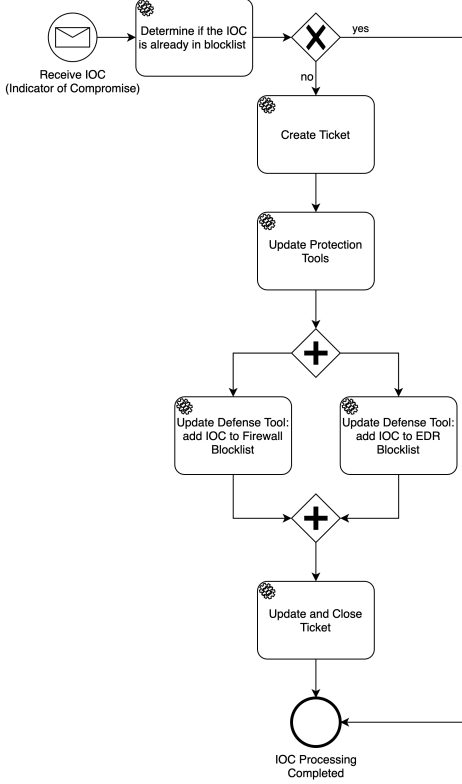 Determine if the IOC
is already in blocklist
yes
Receive IOC
(Indicator of Compromise)
no
Create Ticket
Update Protection
Tools
Update Defense Tool:
add IOC to Firewall
Blocklist
Update Defense Tool:
add IOC to EDR
Blocklist
Update and Close
Ticket
IOC Processing
Completed